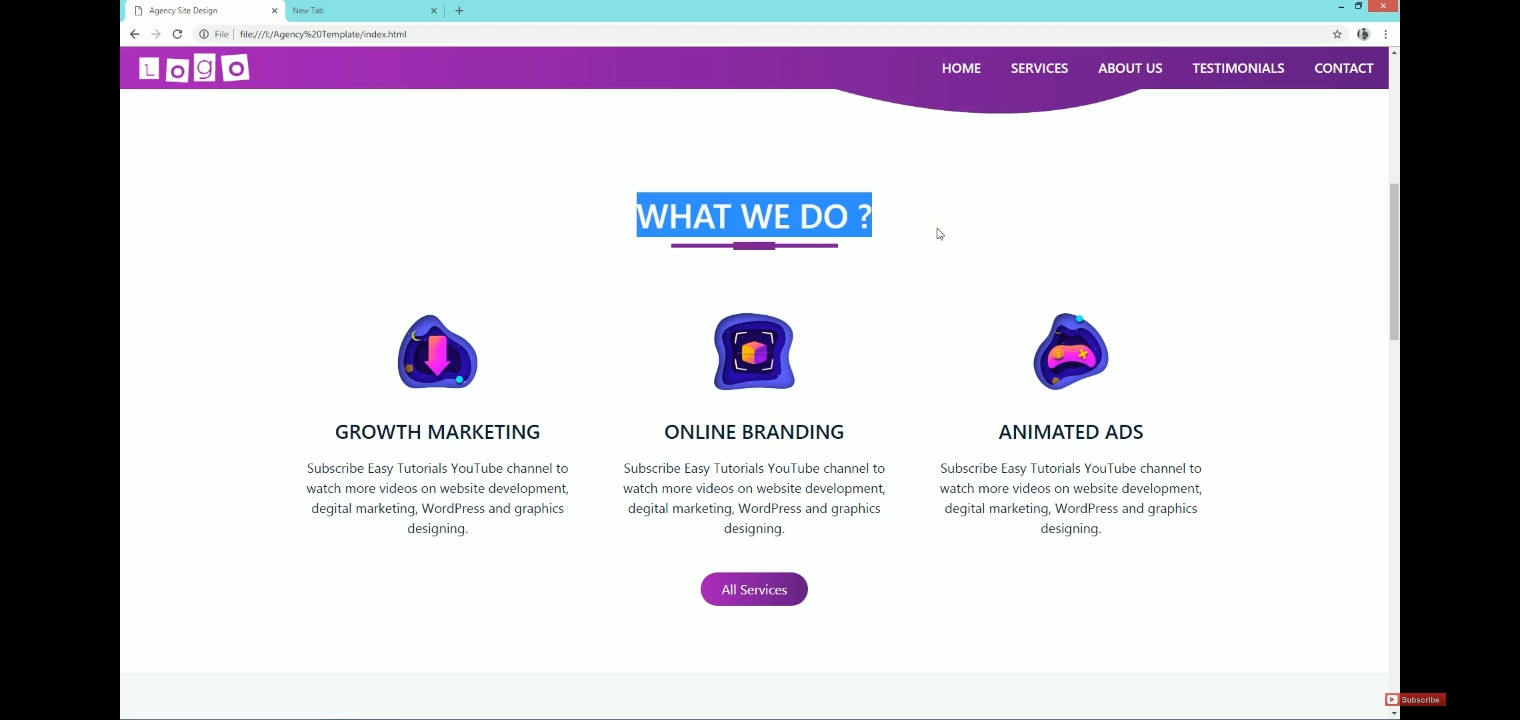 Agency Site Design
New Tab
File file:///I:/Agency%20Template/index.html
Logo
HOME SERVICES ABOUT US TESTIMONIALS CONTACT
WHAT WE DO ?
GROWTH MARKETING
Subscribe Easy Tutorials YouTube channel to
watch more videos on website development,
degital marketing, WordPress and graphics
designing.
ONLINE BRANDING
Subscribe Easy Tutorials YouTube channel to
watch more videos on website development,
degital marketing, WordPress and graphics
designing.
ANIMATED ADS
Subscribe Easy Tutorials YouTube channel to
watch more videos on website development,
degital marketing, WordPress and graphics
designing.
All Services
Subscribe